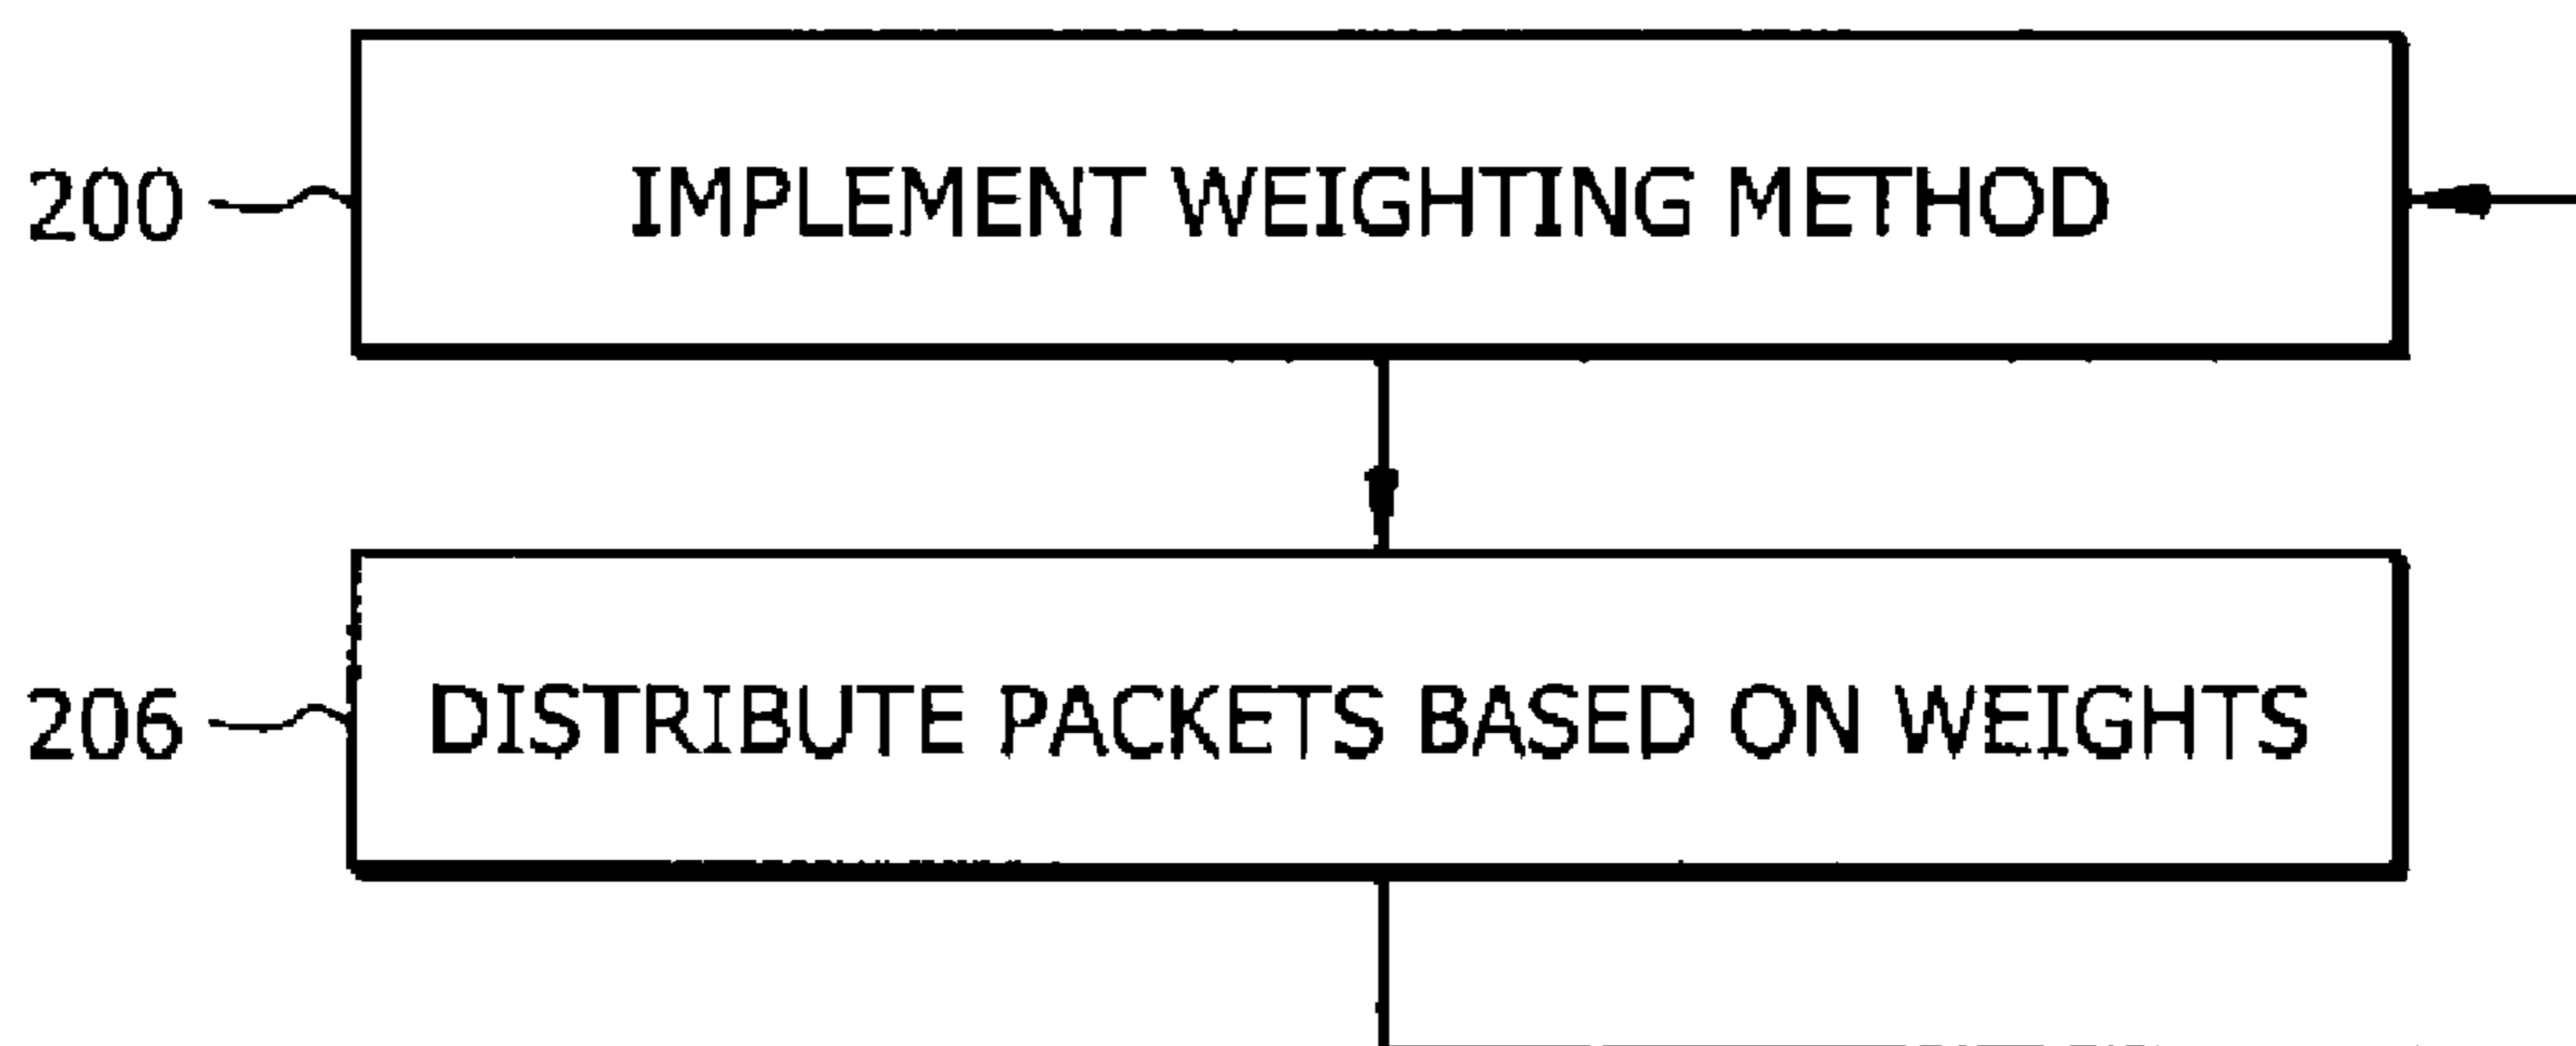 200
IMPLEMENT WEIGHTING METHOD
206
DISTRIBUTE PACKETS BASED ON WEIGHTS